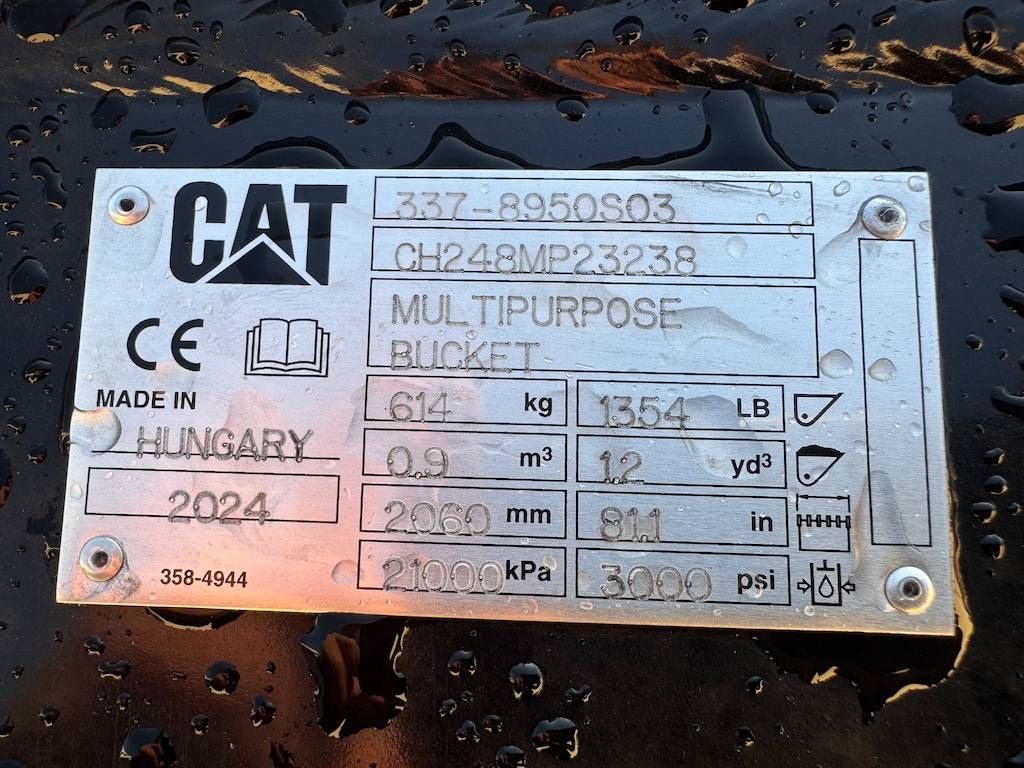 CAT
337-8950S03
CH248MP23238
MULTIPURPOSE
BUCKET
CE
MADE IN
HUNGARY
2024
614 kg 1354 LB
0.9 m³ 1.2 yd³
2060 mm 81.1 in
21000 kPa 3000 psi
358-4944